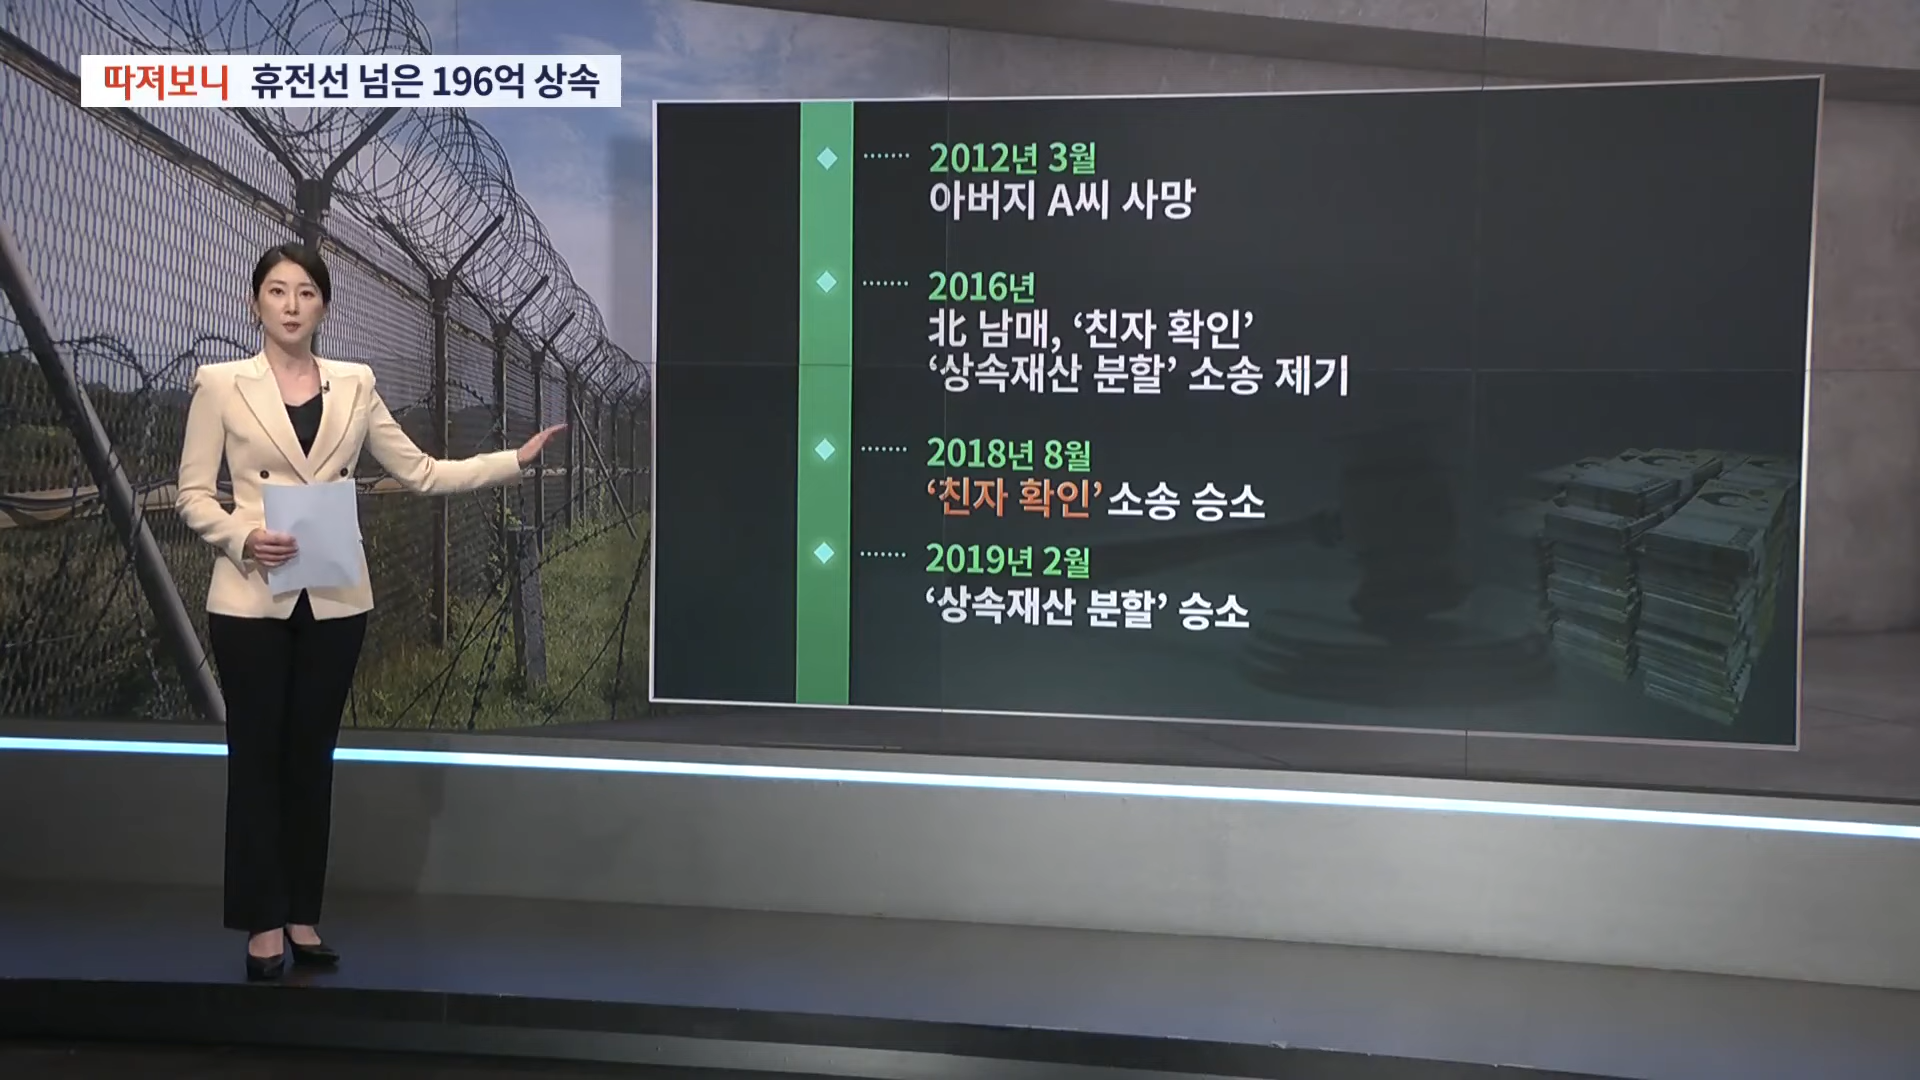 따져보니 휴전선 넘은 196억 상속
2012년 3월
아버지 A씨 사망
2016년
北 남매, ‘친자 확인’
‘상속재산 분할’ 소송 제기
2018년 8월
‘친자 확인’ 소송 승소
2019년 2월
‘상속재산 분할’ 승소